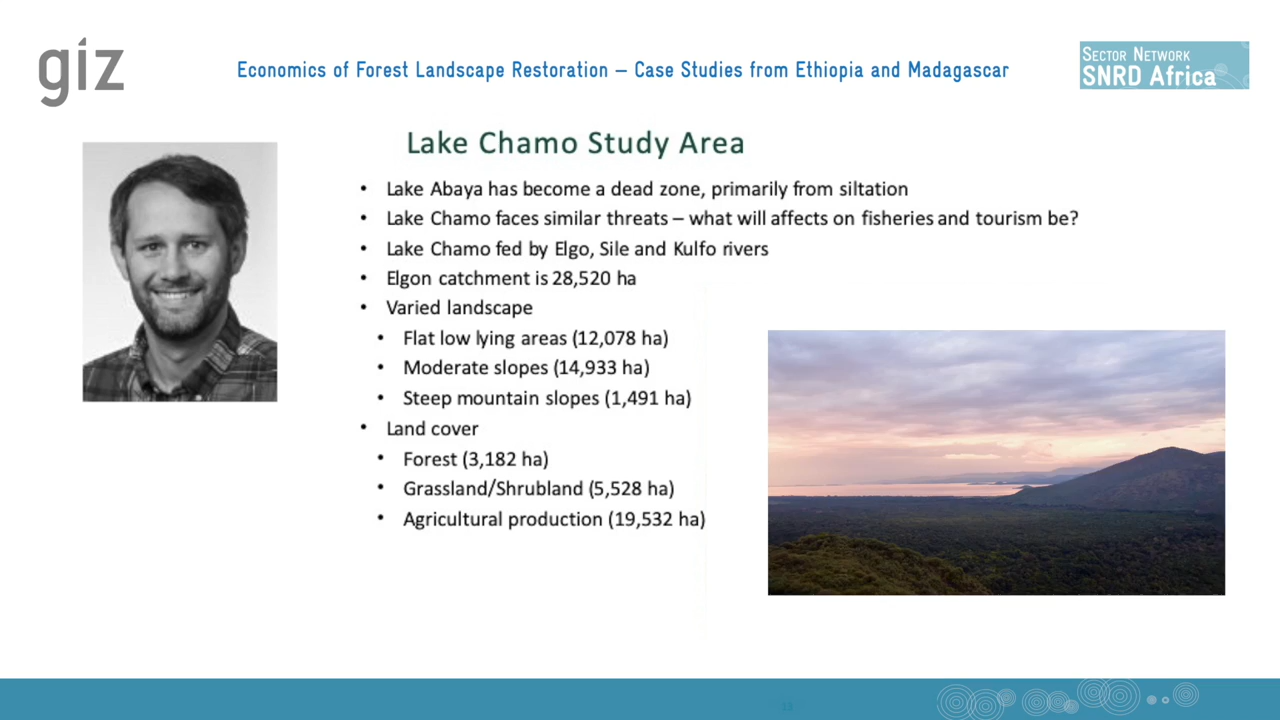 giz
Economics of Forest Landscape Restoration – Case Studies from Ethiopia and Madagascar
Sector Network
SNRD Africa
Lake Chamo Study Area
• Lake Abaya has become a dead zone, primarily from siltation
• Lake Chamo faces similar threats – what will affects on fisheries and tourism be?
• Lake Chamo fed by Elgo, Sile and Kulfo rivers
• Elgon catchment is 28,520 ha
• Varied landscape
• Flat low lying areas (12,078 ha)
• Moderate slopes (14,933 ha)
• Steep mountain slopes (1,491 ha)
• Land cover
• Forest (3,182 ha)
• Grassland/Shrubland (5,528 ha)
• Agricultural production (19,532 ha)